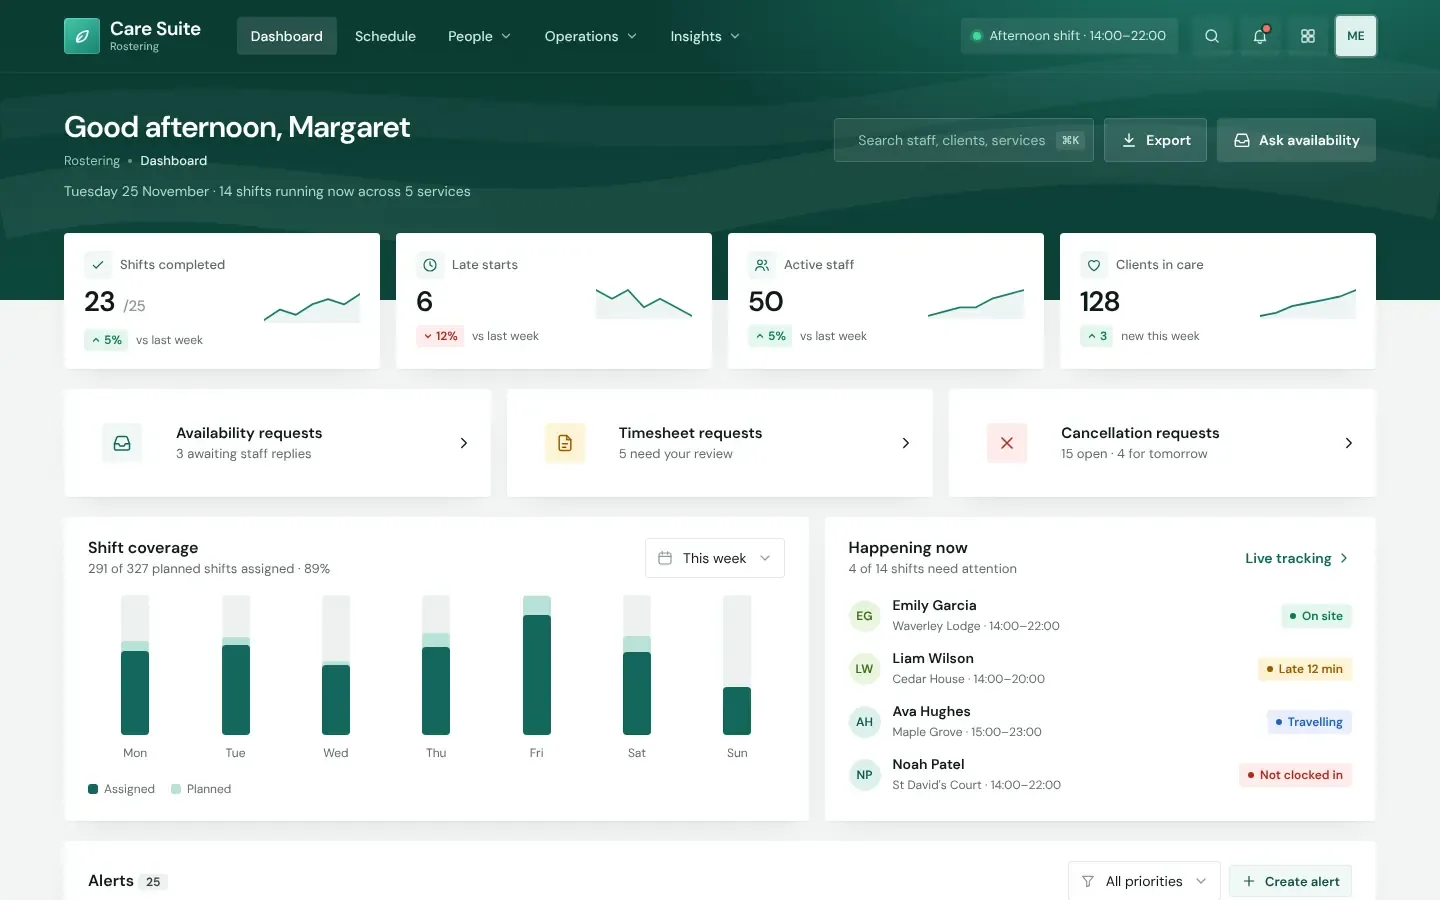 Care Suite
Rostering
Dashboard
Schedule
People
Operations
Insights
Afternoon shift · 14:00–22:00
ME
Good afternoon, Margaret
Rostering • Dashboard
Tuesday 25 November · 14 shifts running now across 5 services
Search staff, clients, services ⌘K
Export
Ask availability
Shifts completed
23 /25
5% vs last week
Late starts
6
12% vs last week
Active staff
50
5% vs last week
Clients in care
128
3 new this week
Availability requests
3 awaiting staff replies
Timesheet requests
5 need your review
Cancellation requests
15 open · 4 for tomorrow
Shift coverage
291 of 327 planned shifts assigned · 89%
This week
Mon Tue Wed Thu Fri Sat Sun
Assigned Planned
Happening now
4 of 14 shifts need attention
Live tracking
EG
Emily Garcia
Waverley Lodge · 14:00–22:00
On site
LW
Liam Wilson
Cedar House · 14:00–20:00
Late 12 min
AH
Ava Hughes
Maple Grove · 15:00–23:00
Travelling
NP
Noah Patel
St David's Court · 14:00–22:00
Not clocked in
Alerts 25
All priorities
Create alert